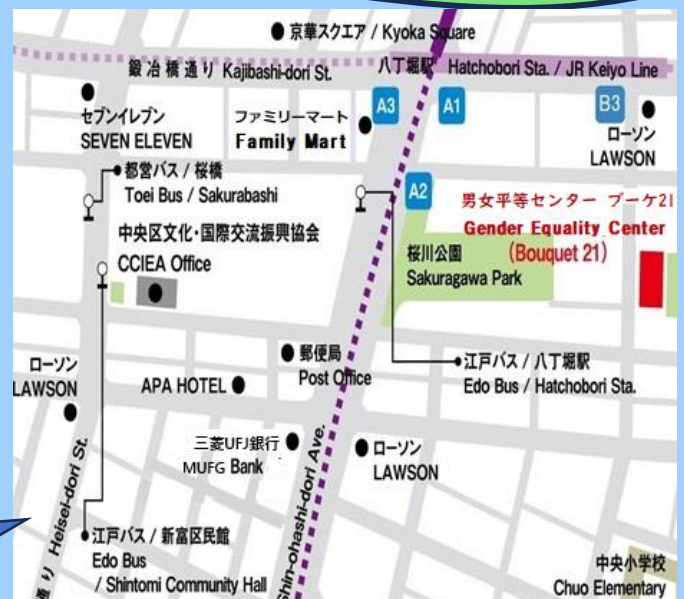 京華スクエア / Kyoka Square
鍛冶橋通り Kajibashi-dori St.
八丁堀駅 Hatchobori Sta. / JR Keiyo Line
セブンイレブン
SEVEN ELEVEN
ファミリーマート
Family Mart
A3
A1
B3
ローソン
LAWSON
都営バス / 桜橋
Toei Bus / Sakurabashi
A2
男女平等センター ブーケ21
Gender Equality Center
(Bouquet 21)
中央区文化・国際交流振興協会
CCIEA Office
桜川公園
Sakuragawa Park
郵便局
Post Office
江戸バス / 八丁堀駅
Edo Bus / Hatchobori Sta.
ローソン
LAWSON
APA HOTEL
三菱UFJ銀行
MUFG Bank
ローソン
LAWSON
通り Heisei-dori St.
Shin-ohashi-dori Ave.
江戸バス / 新富区民館
Edo Bus
/ Shintomi Community Hall
中央小学校
Chuo Elementary